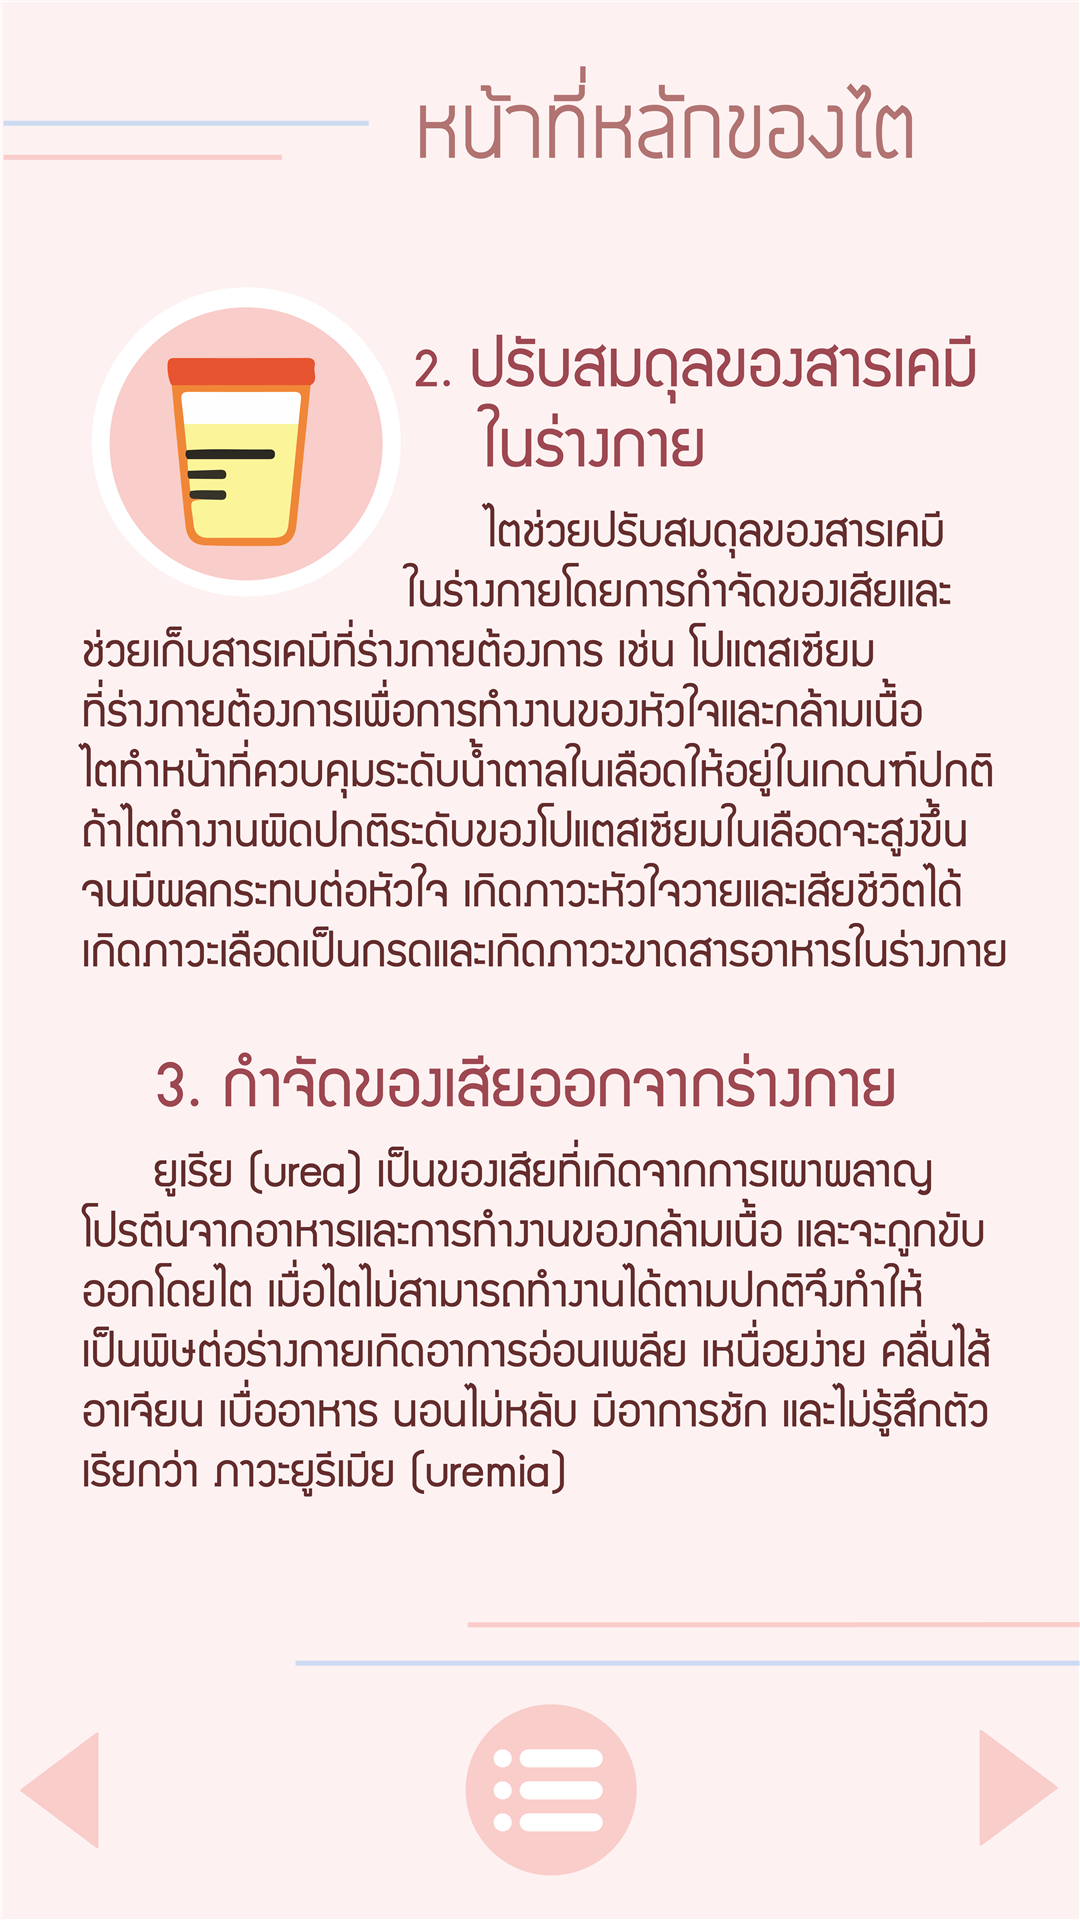 หน้าที่หลักของไต
2. ปรับสมดุลของสารเคมี
ในร่างกาย
ไตช่วยปรับสมดุลของสารเคมี
ในร่างกายโดยการกำจัดของเสียและ
ช่วยเก็บสารเคมีที่ร่างกายต้องการ เช่น โปแตสเซียม
ที่ร่างกายต้องการเพื่อการทำงานของหัวใจและกล้ามเนื้อ
ไตทำหน้าที่ควบคุมระดับน้ำตาลในเลือดให้อยู่ในเกณฑ์ปกติ
ถ้าไตทำงานผิดปกติระดับของโปแตสเซียมในเลือดจะสูงขึ้น
จนมีผลกระทบต่อหัวใจ เกิดภาวะหัวใจวายและเสียชีวิตได้
เกิดภาวะเลือดเป็นกรดและเกิดภาวะขาดสารอาหารในร่างกาย
3. กำจัดของเสียออกจากร่างกาย
ยูเรีย (urea) เป็นของเสียที่เกิดจากการเผาผลาญ
โปรตีนจากอาหารและการทำงานของกล้ามเนื้อ และจะถูกขับ
ออกโดยไต เมื่อไตไม่สามารถทำงานได้ตามปกติจึงทำให้
เป็นพิษต่อร่างกายเกิดอาการอ่อนเพลีย เหนื่อยง่าย คลื่นไส้
อาเจียน เบื่ออาหาร นอนไม่หลับ มีอาการชัก และไม่รู้สึกตัว
เรียกว่า ภาวะยูรีเมีย (uremia)